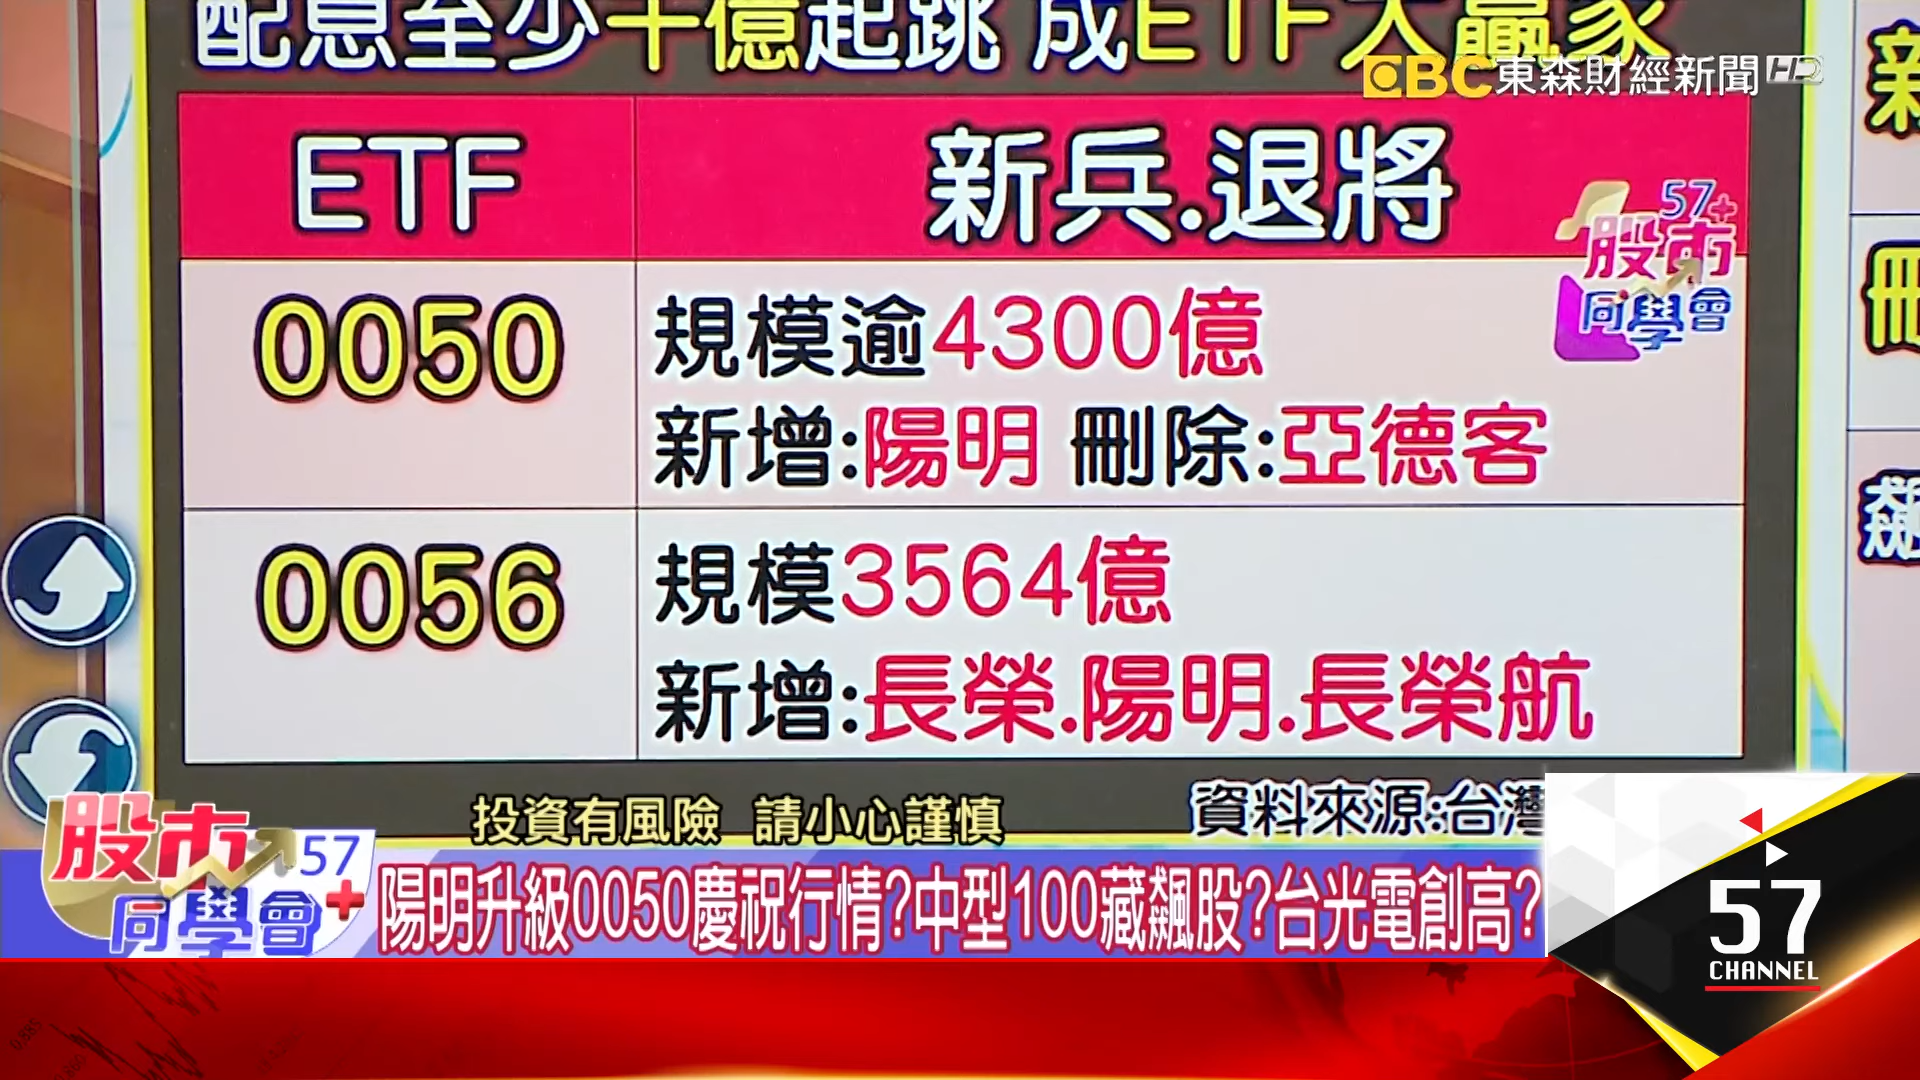 配息至少千億起跳 成ETF大贏家
EBC東森財經新聞HD
ETF
新兵.退將
57+
股市
同學會
0050
規模逾4300億
新增:陽明 刪除:亞德客
0056
規模3564億
新增:長榮.陽明.長榮航
新
刪
飆
投資有風險 請小心謹慎
資料來源:台灣
股市 57
同學會+
陽明升級0050慶祝行情?中型100藏飆股?台光電創高?
57
CHANNEL